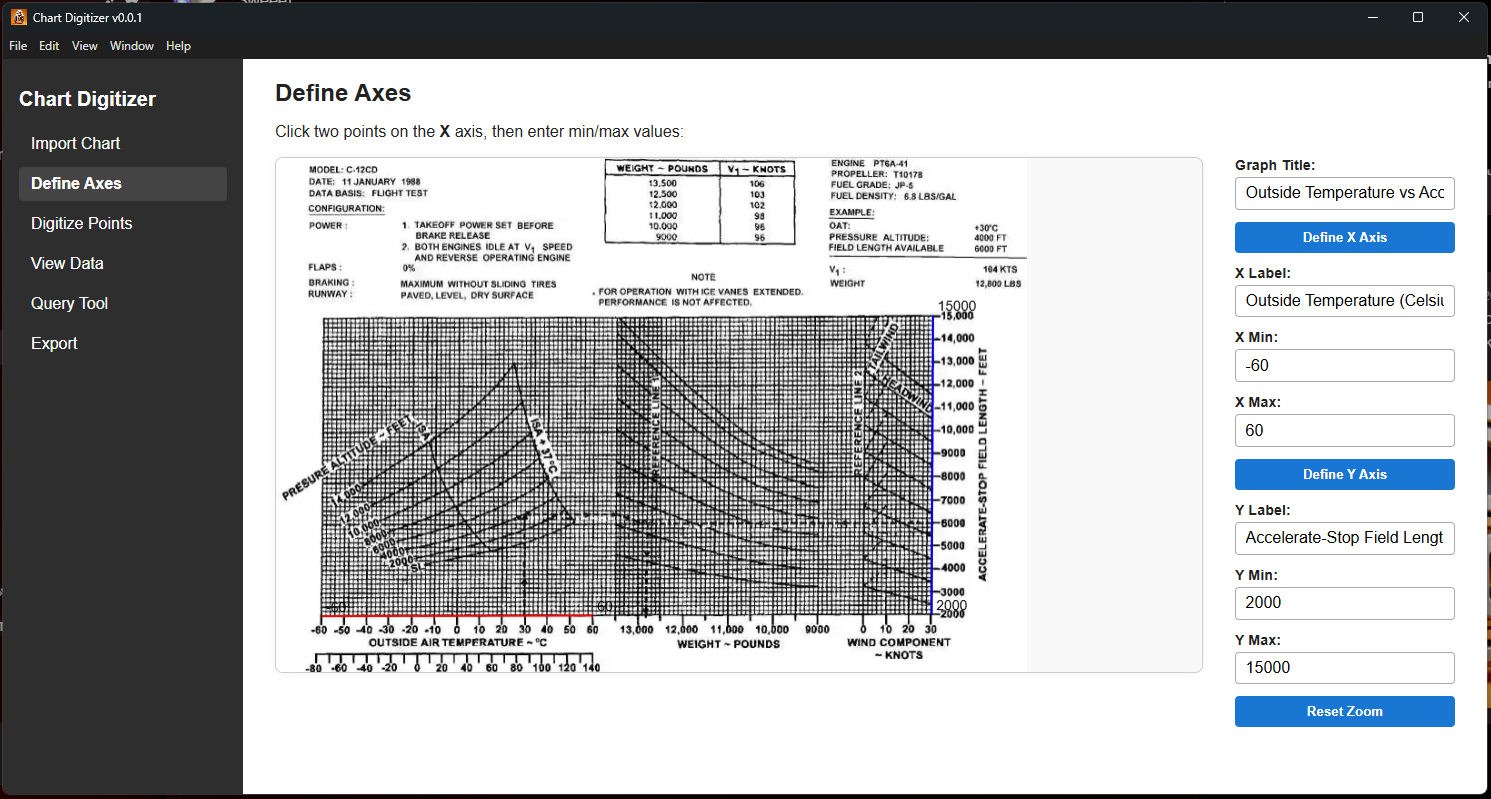 Chart Digitizer v0.0.1
File Edit View Window Help
Chart Digitizer
Import Chart
Define Axes
Digitize Points
View Data
Query Tool
Export
Define Axes
Click two points on the X axis, then enter min/max values:
MODEL: C-12CD
DATE: 11 JANUARY 1988
DATA BASIS: FLIGHT TEST
CONFIGURATION:
POWER : 1. TAKEOFF POWER SET BEFORE
BRAKE RELEASE
2. BOTH ENGINES IDLE AT V1 SPEED
AND REVERSE OPERATING ENGINE
FLAPS : 0%
BRAKING : MAXIMUM WITHOUT SLIDING TIRES
RUNWAY : PAVED, LEVEL, DRY SURFACE
WEIGHT ~ POUNDS V1 ~ KNOTS
13,500 106
12,500 103
12,000 102
11,000 98
10,000 96
9000 96
NOTE
. FOR OPERATION WITH ICE VANES EXTENDED.
PERFORMANCE IS NOT AFFECTED.
ENGINE PT6A-41
PROPELLER: T10178
FUEL GRADE: JP-5
FUEL DENSITY: 6.8 LBS/GAL
EXAMPLE:
OAT: +30°C
PRESSURE ALTITUDE: 4000 FT
FIELD LENGTH AVAILABLE 6000 FT
V1 : 104 KTS
WEIGHT 12,800 LBS
15000
15,000
14,000
13,000
12,000
11,000
10,000
9000
8000
7000
6000
5000
4000
3000
2000
2000
ACCELERATE-STOP FIELD LENGTH ~ FEET
PRESURE ALTITUDE ~ FEET
ISA
ISA + 37°C
14,000
12,000
10,000
8000
6000
4000
2000
SL
REFERENCE LINE 1
REFERENCE LINE 2
TAILWIND
HEADWIND
-60 60
-60 -50 -40 -30 -20 -10 0 10 20 30 40 50 60 13,000 12,000 11,000 10,000 9000 0 10 20 30
OUTSIDE AIR TEMPERATURE ~ °C WEIGHT ~ POUNDS WIND COMPONENT
~ KNOTS
-80 -60 -40 -20 0 20 40 60 80 100 120 140
Graph Title:
Outside Temperature vs Acc
Define X Axis
X Label:
Outside Temperature (Celsiu
X Min:
-60
X Max:
60
Define Y Axis
Y Label:
Accelerate-Stop Field Lengt
Y Min:
2000
Y Max:
15000
Reset Zoom